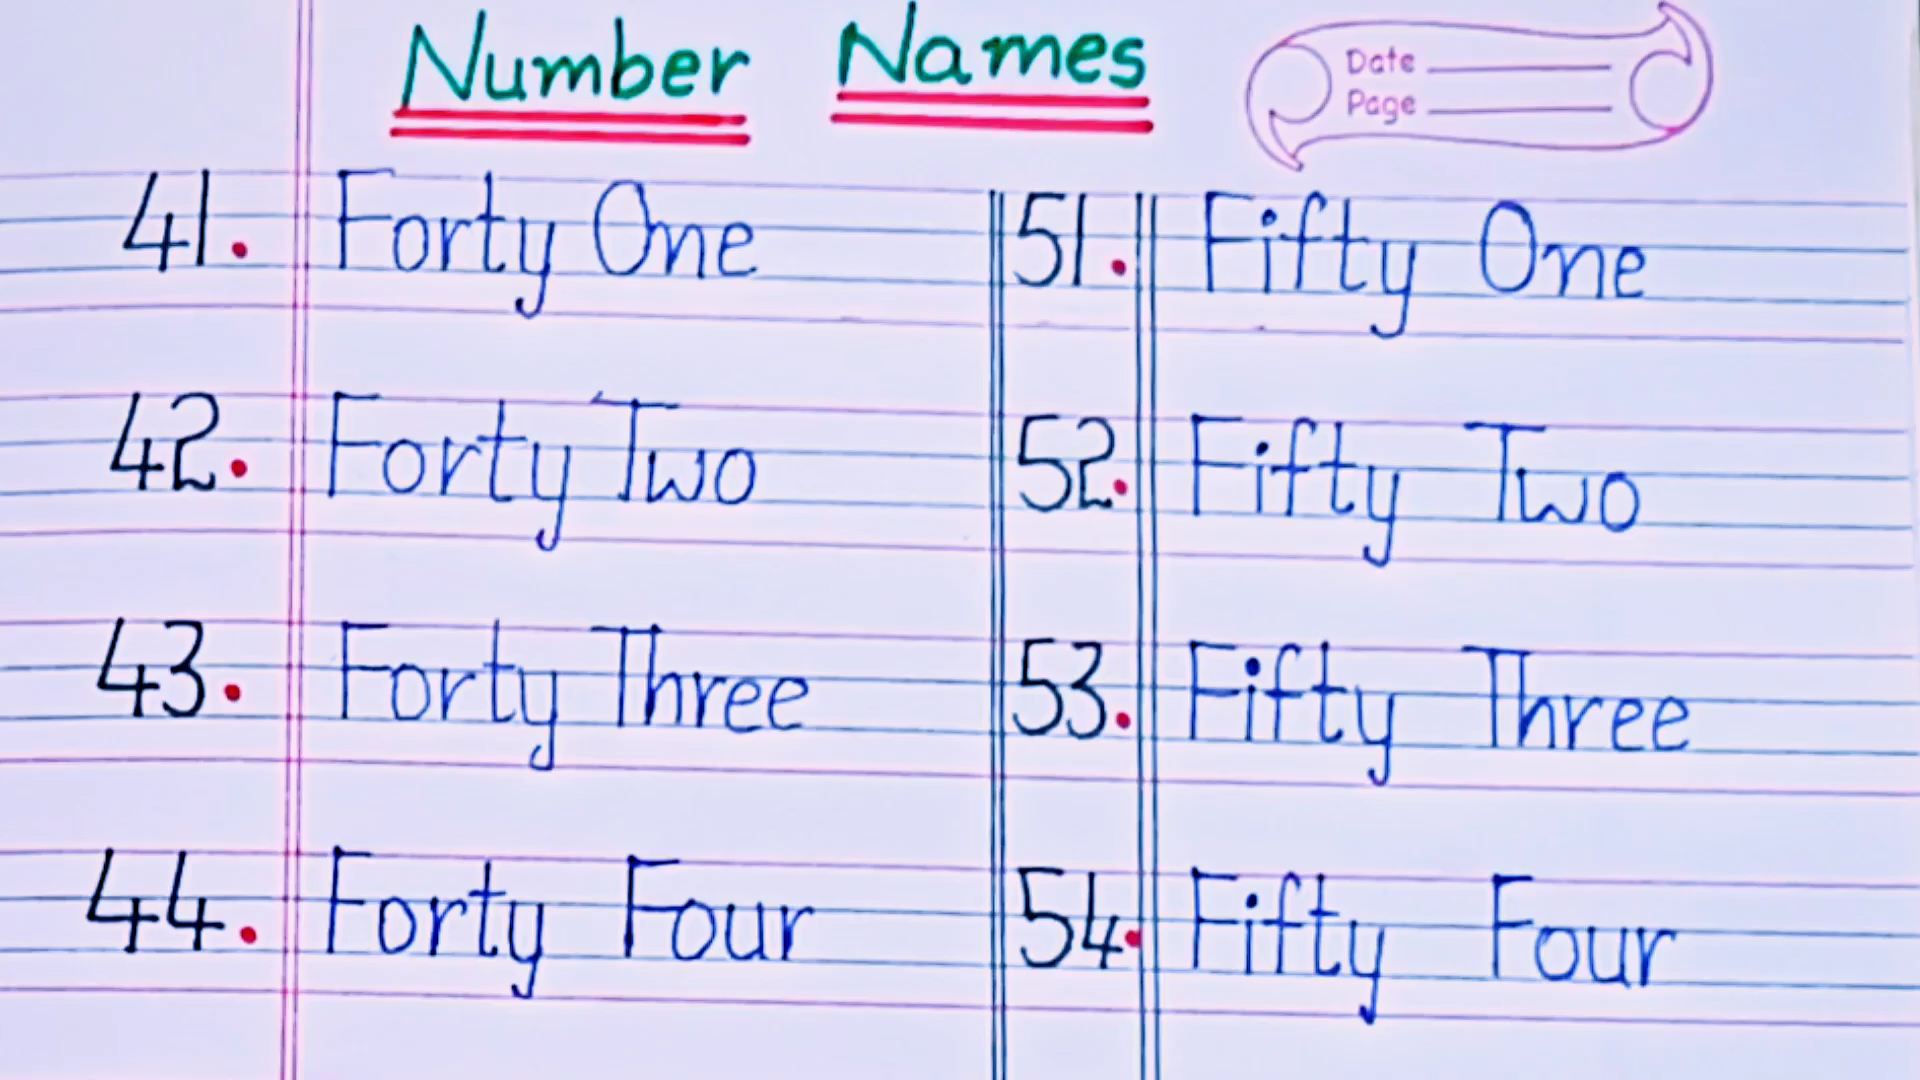 Number Names
Date
Page
41. Forty One
42. Forty Two
43. Forty Three
44. Forty Four
51. Fifty One
52. Fifty Two
53. Fifty Three
54. Fifty Four